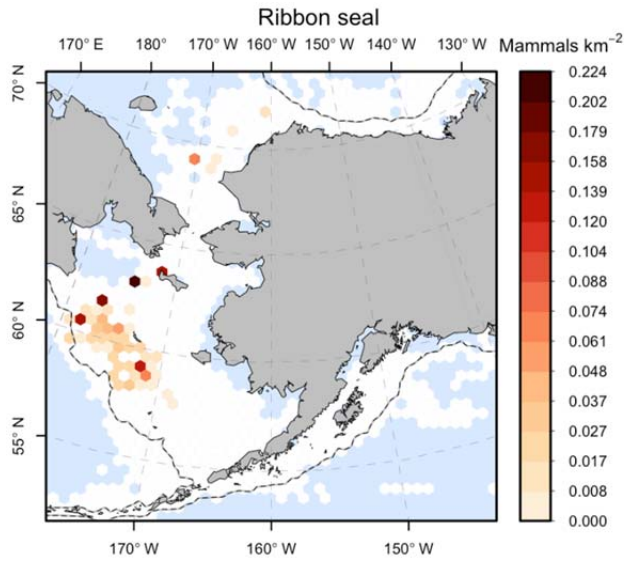 Ribbon seal
170° E 180° 170° W 160° W 150° W 140° W 130° W
Mammals km⁻²
70° N
65° N
60° N
55° N
170° W 160° W 150° W
0.224
0.202
0.179
0.158
0.139
0.120
0.104
0.088
0.074
0.061
0.048
0.037
0.027
0.017
0.008
0.000